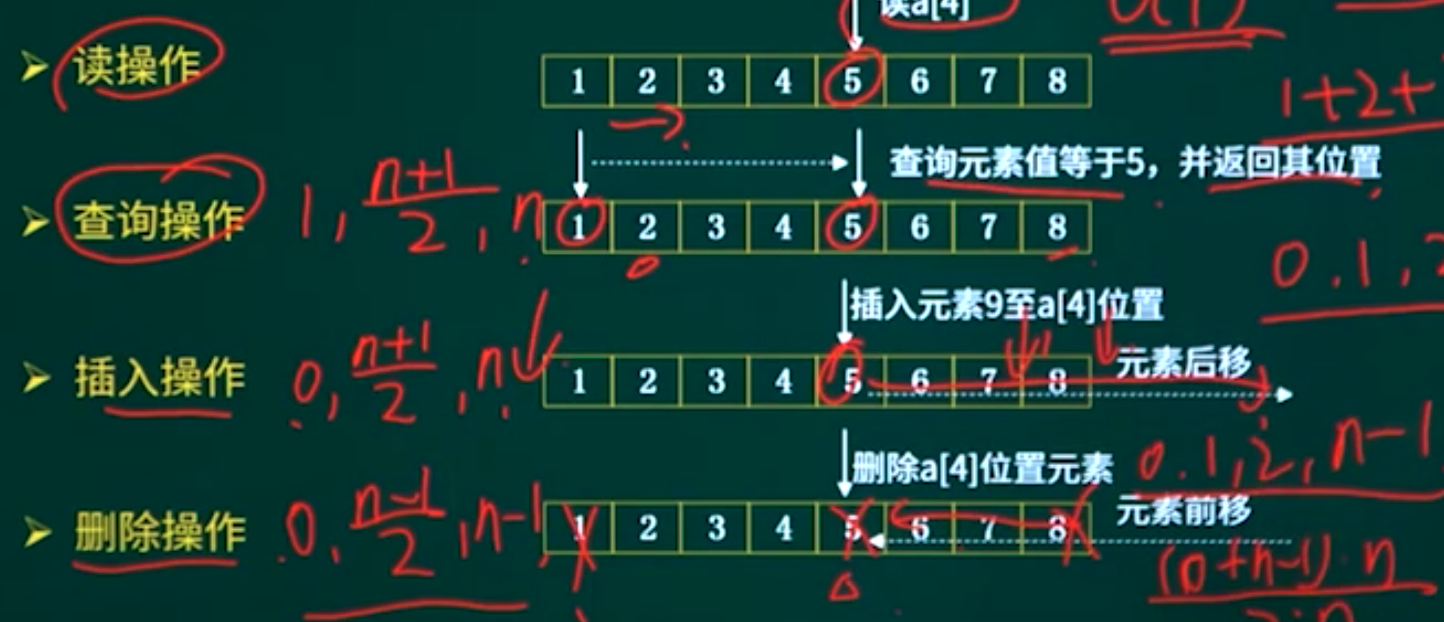 读a[4]
➢ 读操作
1 2 3 4 5 6 7 8
1+2+
查询元素值等于5，并返回其位置
➢ 查询操作 1, n+1/2, n
1 2 3 4 5 6 7 8
0.1,2
插入元素9至a[4]位置
➢ 插入操作 0, n+1/2, n
1 2 3 4 5 6 7 8
元素后移
删除a[4]位置元素
0.1,2, n-1
➢ 删除操作 0, n-1/2, n-1
1 2 3 4 5 6 7 8
元素前移
(0+n-1)·n